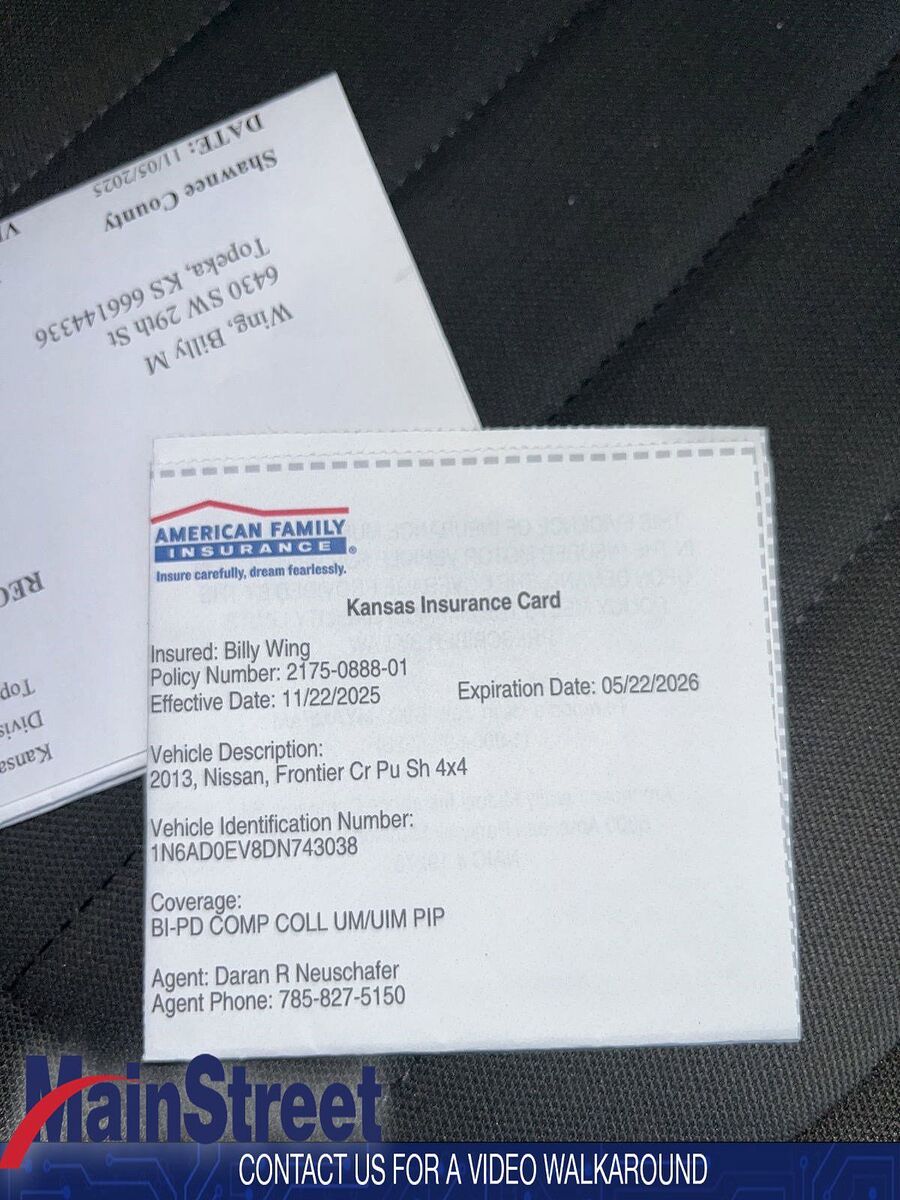 DATE: 11/05/2025
Shawnee County
Wing, Billy M
6430 SW 29th St
Topeka, KS 666144336
AMERICAN FAMILY
INSURANCE ®
Insure carefully, dream fearlessly.
Kansas Insurance Card
Insured: Billy Wing
Policy Number: 2175-0888-01
Effective Date: 11/22/2025 Expiration Date: 05/22/2026
Vehicle Description:
2013, Nissan, Frontier Cr Pu Sh 4x4
Vehicle Identification Number:
1N6AD0EV8DN743038
Coverage:
BI-PD COMP COLL UM/UIM PIP
Agent: Daran R Neuschafer
Agent Phone: 785-827-5150
MainStreet
CONTACT US FOR A VIDEO WALKAROUND